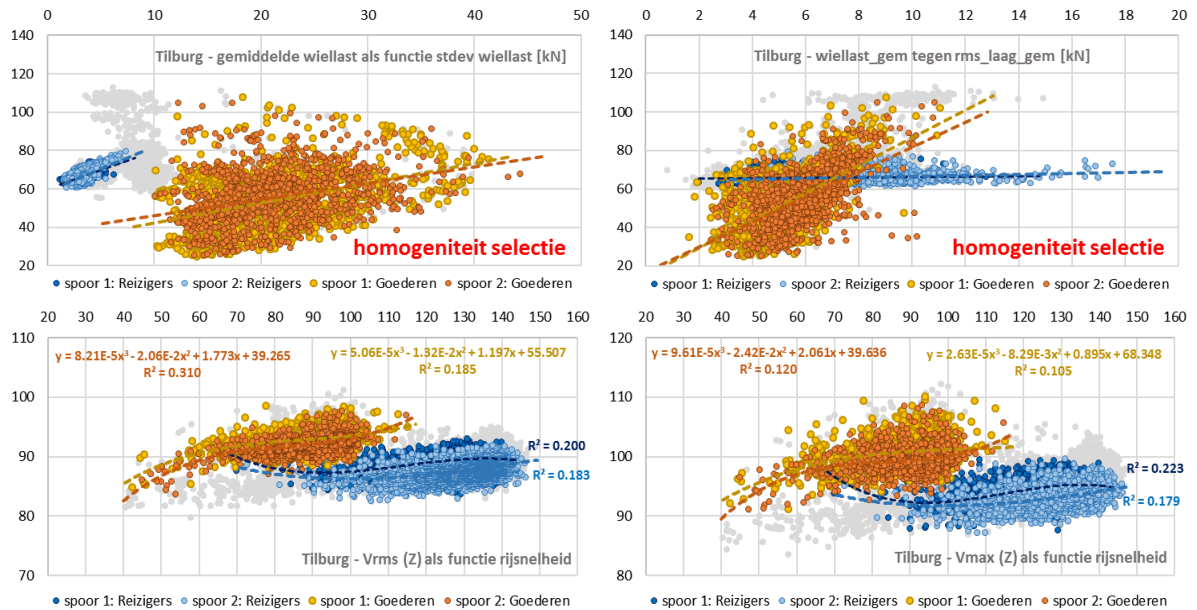 0 10 20 30 40 50
140
120
100
80
60
40
20
Tilburg - gemiddelde wiellast als functie stdev wiellast [kN]
homogeniteit selectie
spoor 1: Reizigers spoor 2: Reizigers spoor 1: Goederen spoor 2: Goederen
0 2 4 6 8 10 12 14 16 18 20
140
120
100
80
60
40
20
Tilburg - wiellast_gem tegen rms_laag_gem [kN]
homogeniteit selectie
spoor 1: Reizigers spoor 2: Reizigers spoor 1: Goederen spoor 2: Goederen
20 30 40 50 60 70 80 90 100 110 120 130 140 150 160
110
100
90
80
70
y = 8.21E-5x³ - 2.06E-2x² + 1.773x + 39.265
R² = 0.310
y = 5.06E-5x³ - 1.32E-2x² + 1.197x + 55.507
R² = 0.185
R² = 0.200
R² = 0.183
Tilburg - Vrms (Z) als functie rijsnelheid
spoor 1: Reizigers spoor 2: Reizigers spoor 1: Goederen spoor 2: Goederen
20 30 40 50 60 70 80 90 100 110 120 130 140 150 160
120
110
100
90
80
y = 9.61E-5x³ - 2.42E-2x² + 2.061x + 39.636
R² = 0.120
y = 2.63E-5x³ - 8.29E-3x² + 0.895x + 68.348
R² = 0.105
R² = 0.223
R² = 0.179
Tilburg - Vmax (Z) als functie rijsnelheid
spoor 1: Reizigers spoor 2: Reizigers spoor 1: Goederen spoor 2: Goederen